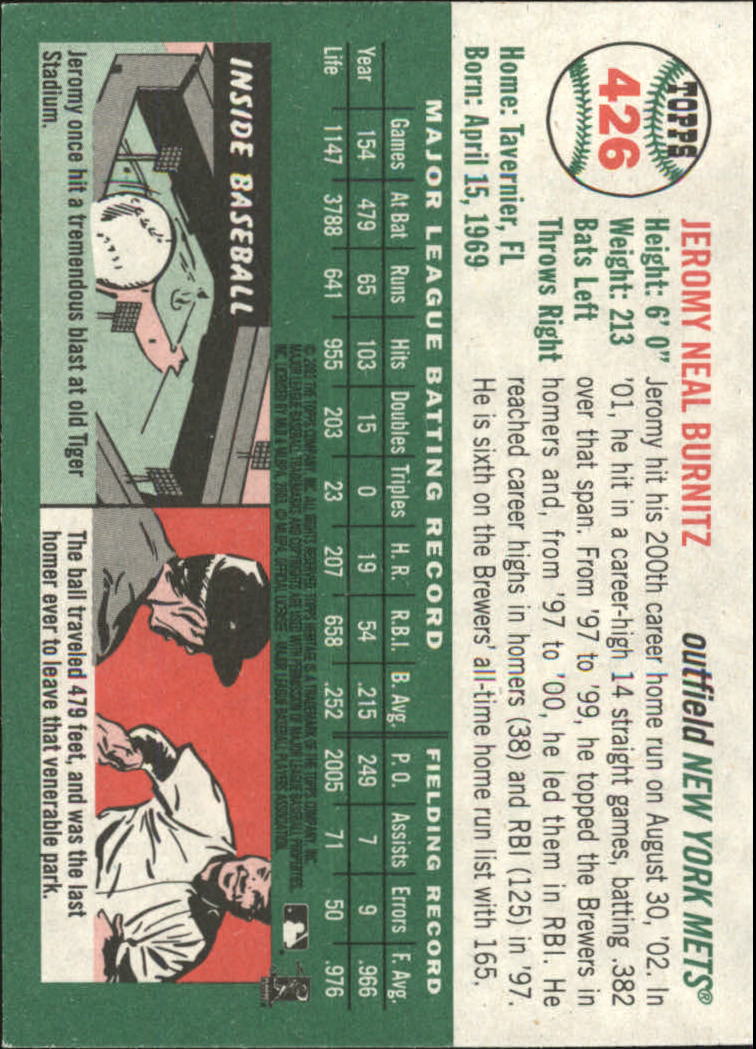 TOPPS
426
JEROMY NEAL BURNITZ
outfield NEW YORK METS®
Height: 6' 0"
Weight: 213
Bats Left
Throws Right
Home: Tavernier, FL
Born: April 15, 1969
Jeromy hit his 200th career home run on August 30, '02. In
'01, he hit in a career-high 14 straight games, batting .382
over that span. From '97 to '99, he topped the Brewers in
homers and, from '97 to '00, he led them in RBI. He
reached career highs in homers (38) and RBI (125) in '97.
He is sixth on the Brewers' all-time home run list with 165.
MAJOR LEAGUE BATTING RECORD FIELDING RECORD
Games At Bat Runs Hits Doubles Triples H. R. R.B.I. B. Avg. P. O. Assists Errors F. Avg.
Year 154 479 65 103 15 0 19 54 .215 249 7 9 .966
Life 1147 3788 641 955 203 23 207 658 .252 2005 71 50 .976
INSIDE BASEBALL
Jeromy once hit a tremendous blast at old Tiger
Stadium.
The ball traveled 479 feet, and was the last
homer ever to leave that venerable park.